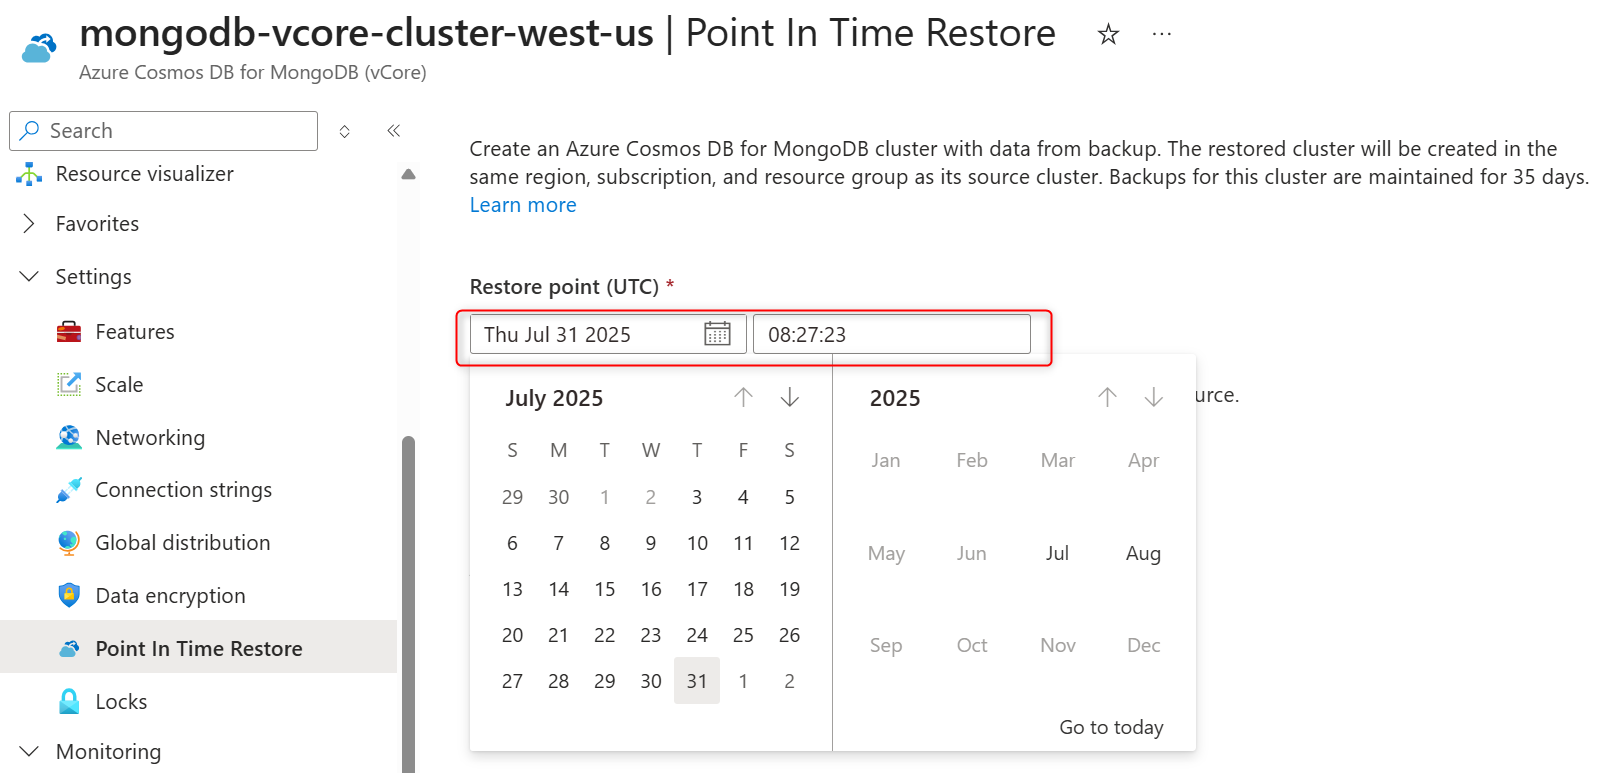 mongodb-vcore-cluster-west-us | Point In Time Restore
Azure Cosmos DB for MongoDB (vCore)
Search
Resource visualizer
Favorites
Settings
Features
Scale
Networking
Connection strings
Global distribution
Data encryption
Point In Time Restore
Locks
Monitoring
Create an Azure Cosmos DB for MongoDB cluster with data from backup. The restored cluster will be created in the
same region, subscription, and resource group as its source cluster. Backups for this cluster are maintained for 35 days.
Learn more
Restore point (UTC) *
Thu Jul 31 2025 08:27:23
urce.
July 2025
S M T W T F S
29 30 1 2 3 4 5
6 7 8 9 10 11 12
13 14 15 16 17 18 19
20 21 22 23 24 25 26
27 28 29 30 31 1 2
2025
Jan Feb Mar Apr
May Jun Jul Aug
Sep Oct Nov Dec
Go to today